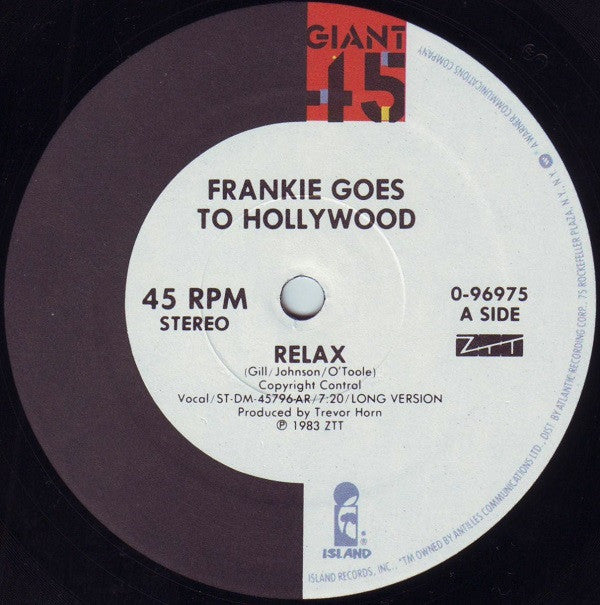 GIANT
45
FRANKIE GOES
TO HOLLYWOOD
45 RPM
STEREO
0-96975
A SIDE
ZTT
RELAX
(Gill/Johnson/O'Toole)
Copyright Control
Vocal/ST-DM-45796-AR/7:20/LONG VERSION
Produced by Trevor Horn
℗ 1983 ZTT
ISLAND
®
ISLAND RECORDS, INC., *TM OWNED BY ANTILLES COMMUNICATIONS LTD., DIST. BY ATLANTIC RECORDING CORP., 75 ROCKEFELLER PLAZA, N.Y., N.Y. A WARNER COMMUNICATIONS COMPANY